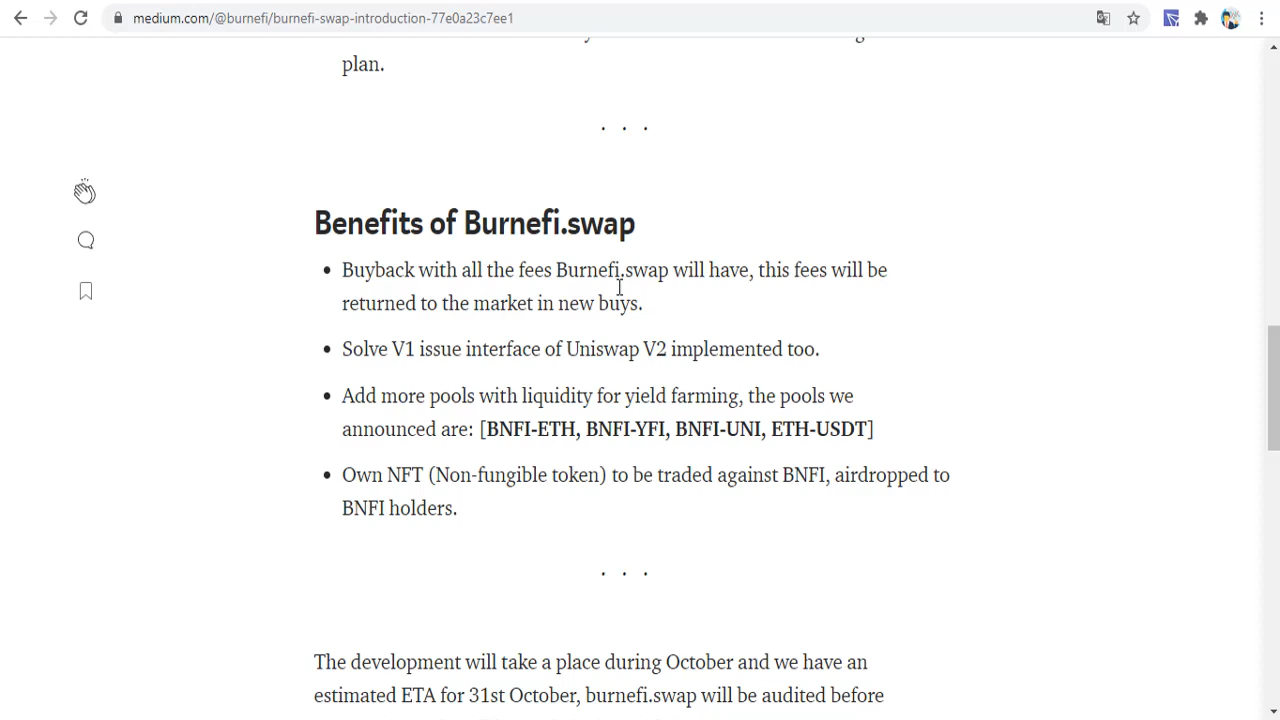 medium.com/@burnefi/burnefi-swap-introduction-77e0a23c7ee1
plan.
. . .
Benefits of Burnefi.swap
• Buyback with all the fees Burnefi.swap will have, this fees will be
returned to the market in new buys.
• Solve V1 issue interface of Uniswap V2 implemented too.
• Add more pools with liquidity for yield farming, the pools we
announced are: [BNFI-ETH, BNFI-YFI, BNFI-UNI, ETH-USDT]
• Own NFT (Non-fungible token) to be traded against BNFI, airdropped to
BNFI holders.
. . .
The development will take a place during October and we have an
estimated ETA for 31st October, burnefi.swap will be audited before